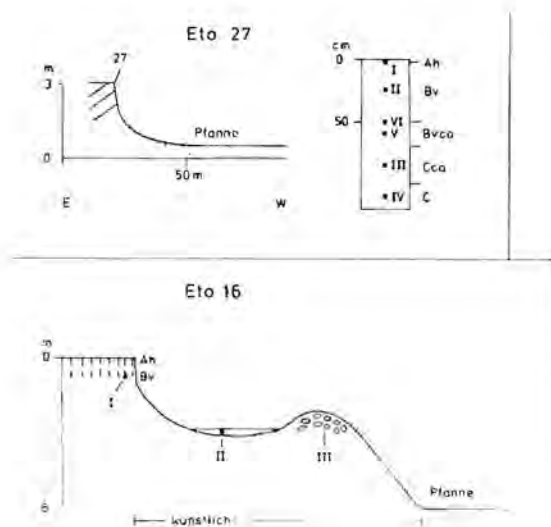 Eto 27
27
m
3
0
Pfanne
50 m
E
W
cm
0
50
I
II
VI
V
III
IV
Ah
Bv
Bvca
Cca
C
Eto 16
m
0
Ah
Bv
I
II
III
6
Pfanne
künstlich